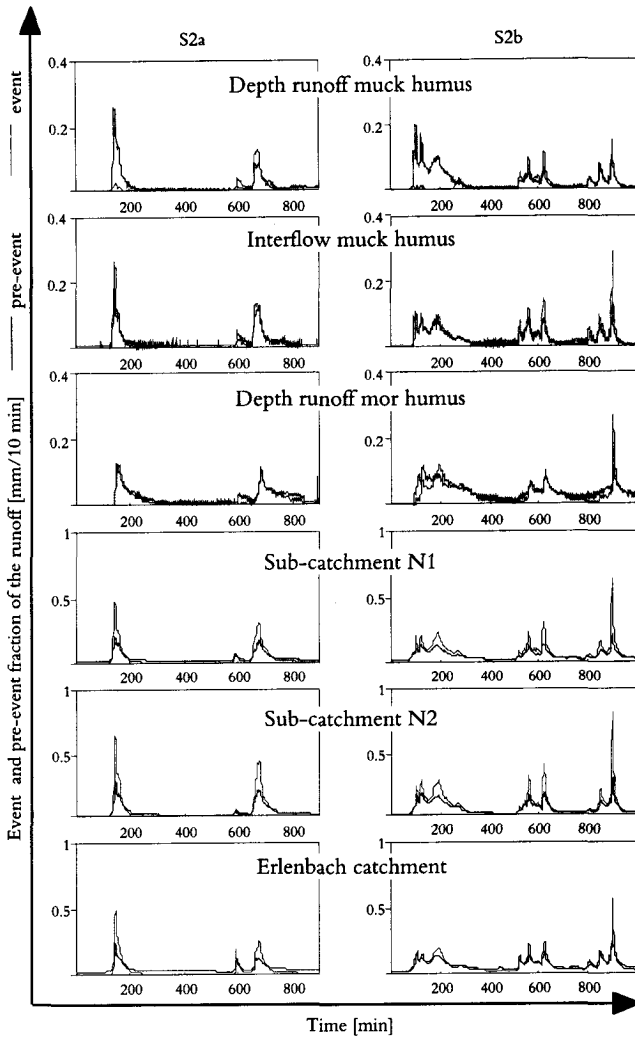 S2a S2b
Event and pre-event fraction of the runoff [mm/10 min] pre-event event
Depth runoff muck humus
0.4
0.2
200 400 600 800
0.4
0.2
200 400 600 800
Interflow muck humus
0.4
0.2
200 400 600 800
0.4
0.2
200 400 600 800
Depth runoff mor humus
0.4
0.2
200 400 600 800
0.4
0.2
200 400 600 800
Sub-catchment N1
1
0.5
200 400 600 800
1
0.5
200 400 600 800
Sub-catchment N2
1
0.5
200 400 600 800
1
0.5
200 400 600 800
Erlenbach catchment
1
0.5
200 400 600 800
1
0.5
200 400 600 800
Time [min]